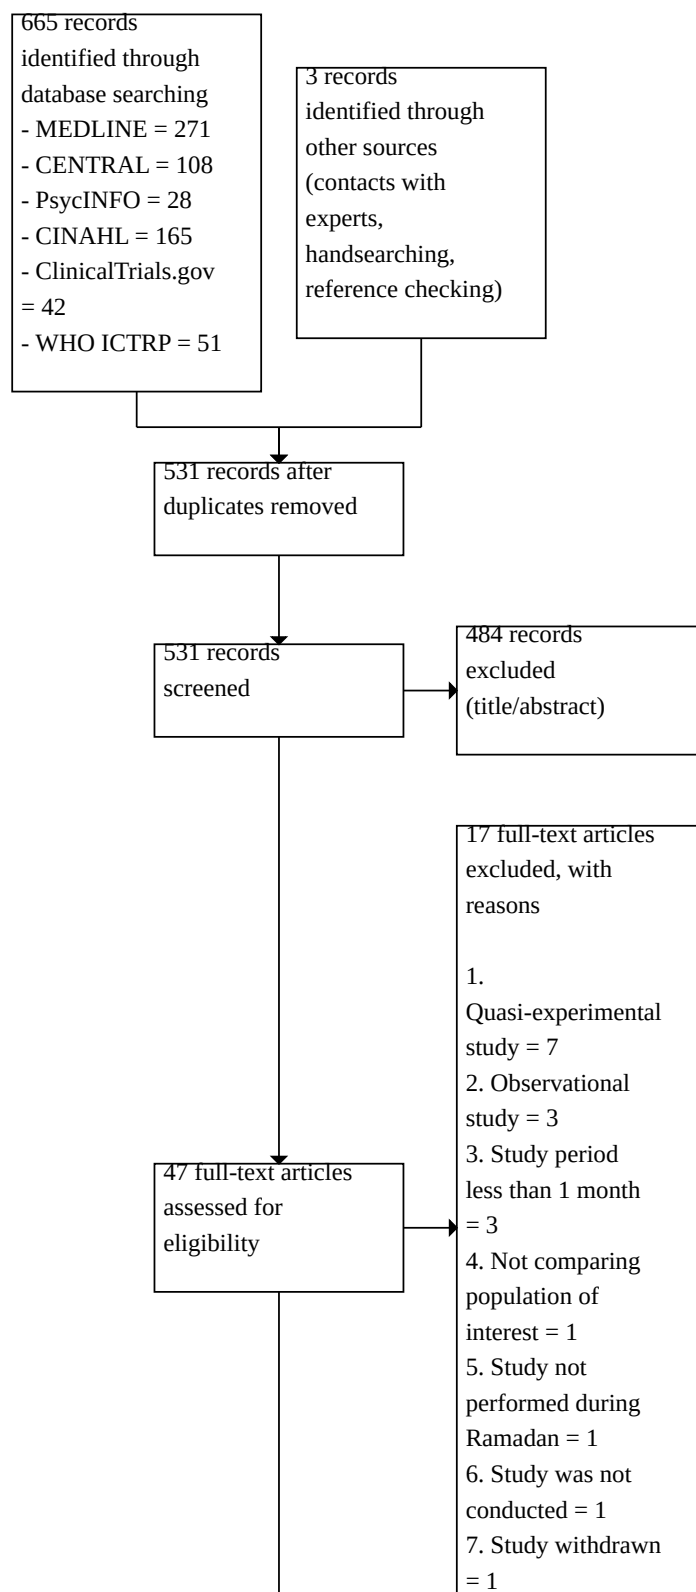 665 records
identified through
database searching
- MEDLINE = 271
- CENTRAL = 108
- PsycINFO = 28
- CINAHL = 165
- ClinicalTrials.gov
= 42
- WHO ICTRP = 51
3 records
identified through
other sources
(contacts with
experts,
handsearching,
reference checking)
531 records after
duplicates removed
531 records
screened
484 records
excluded
(title/abstract)
47 full-text articles
assessed for
eligibility
17 full-text articles
excluded, with
reasons
1.
Quasi-experimental
study = 7
2. Observational
study = 3
3. Study period
less than 1 month
= 3
4. Not comparing
population of
interest = 1
5. Study not
performed during
Ramadan = 1
6. Study was not
conducted = 1
7. Study withdrawn
= 1